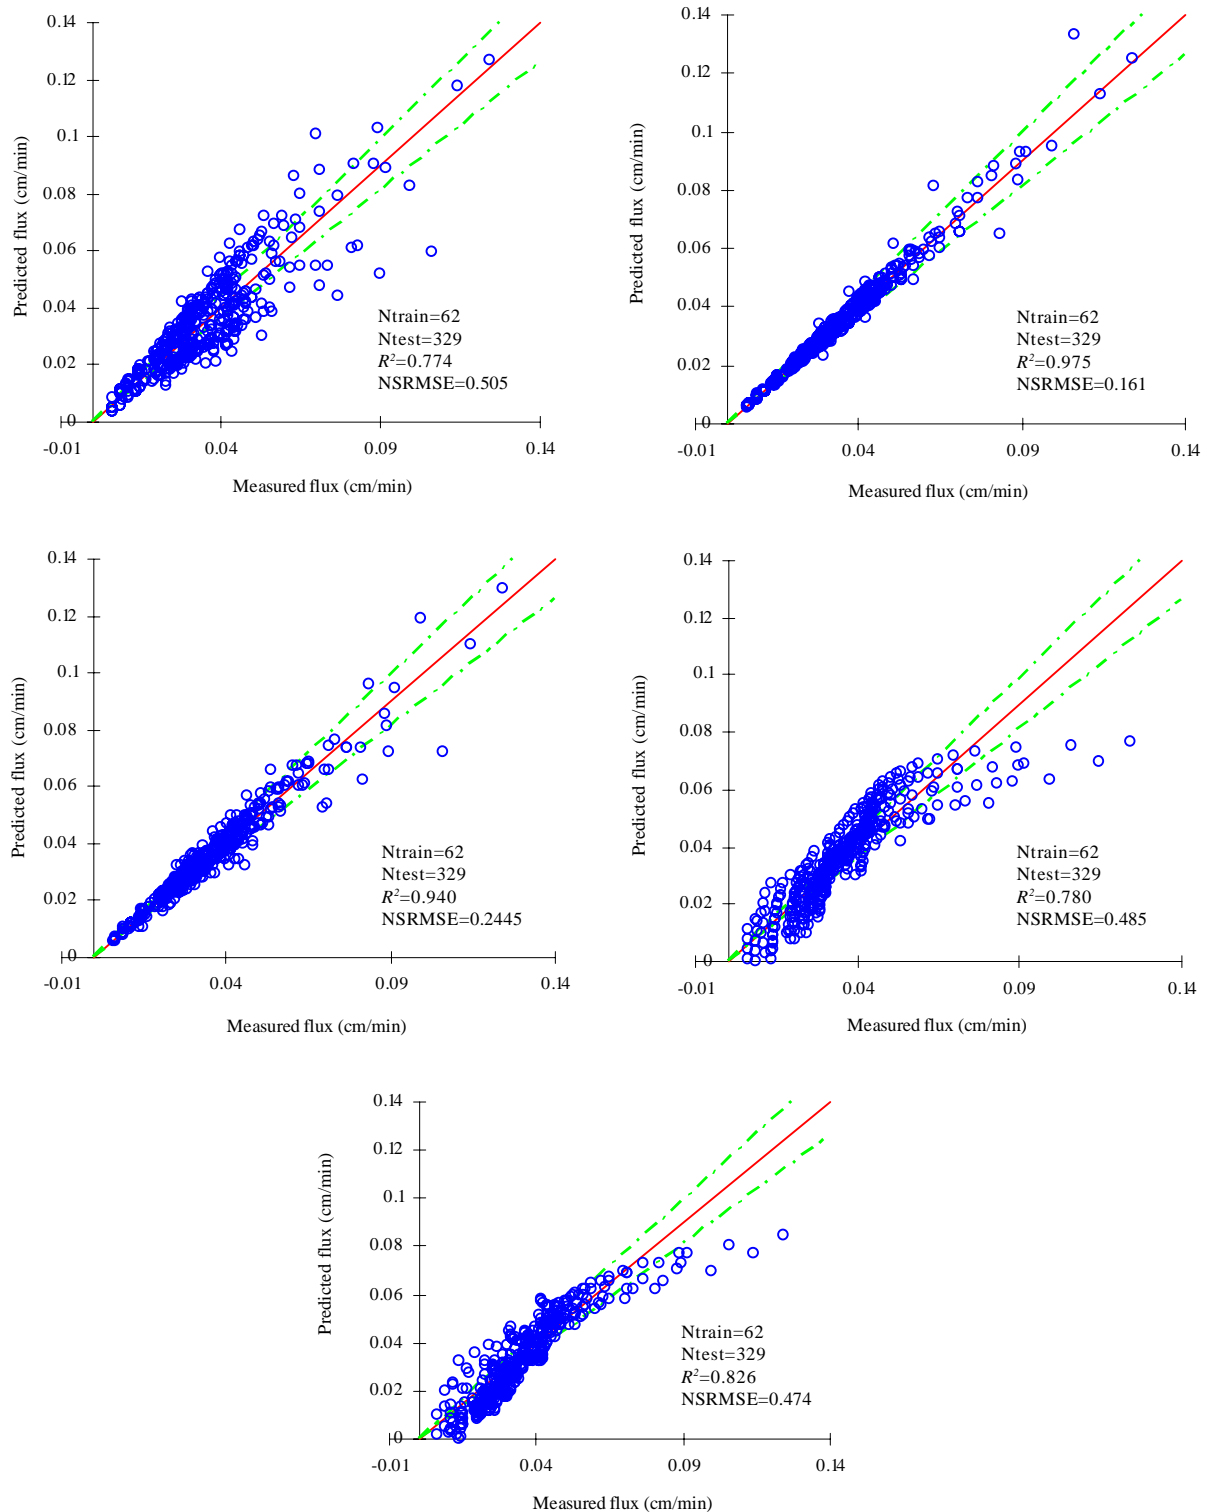 0.14
0.12
0.1
0.08
0.06
0.04
0.02
0
-0.01
0.04
0.09
0.14
Predicted flux (cm/min)
Measured flux (cm/min)
Ntrain=62
Ntest=329
R²=0.774
NSRMSE=0.505
0.14
0.12
0.1
0.08
0.06
0.04
0.02
0
-0.01
0.04
0.09
0.14
Predicted flux (cm/min)
Measured flux (cm/min)
Ntrain=62
Ntest=329
R²=0.975
NSRMSE=0.161
0.14
0.12
0.1
0.08
0.06
0.04
0.02
0
-0.01
0.04
0.09
0.14
Predicted flux (cm/min)
Measured flux (cm/min)
Ntrain=62
Ntest=329
R²=0.940
NSRMSE=0.2445
0.14
0.12
0.1
0.08
0.06
0.04
0.02
0
-0.01
0.04
0.09
0.14
Predicted flux (cm/min)
Measured flux (cm/min)
Ntrain=62
Ntest=329
R²=0.780
NSRMSE=0.485
0.14
0.12
0.1
0.08
0.06
0.04
0.02
0
-0.01
0.04
0.09
0.14
Predicted flux (cm/min)
Measured flux (cm/min)
Ntrain=62
Ntest=329
R²=0.826
NSRMSE=0.474